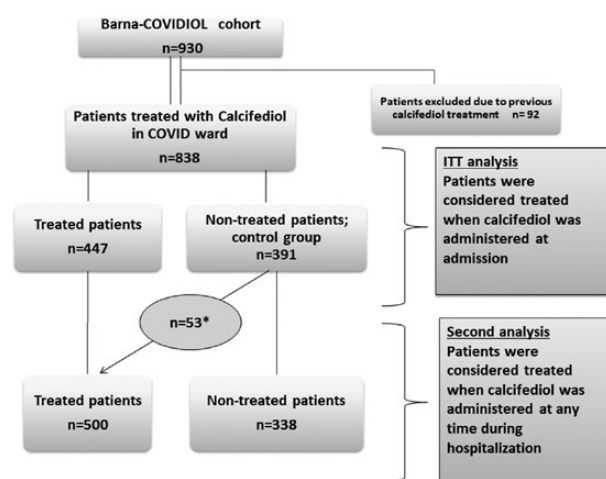 Barna-COVIDIOL cohort
n=930
Patients excluded due to previous
calcifediol treatment n= 92
Patients treated with Calcifediol
in COVID ward
n=838
ITT analysis
Patients were
considered treated
when calcifediol was
administered at
admission
Treated patients
n=447
Non-treated patients;
control group
n=391
n=53*
Second analysis
Patients were
considered treated
when calcifediol was
administered at any
time during
hospitalization
Treated patients
n=500
Non-treated patients
n=338